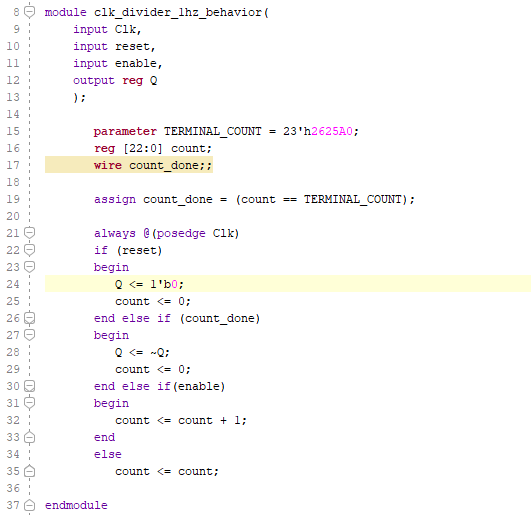 8 module clk_divider_1hz_behavior(
9 input Clk,
10 input reset,
11 input enable,
12 output reg Q
13 );
14
15 parameter TERMINAL_COUNT = 23'h2625A0;
16 reg [22:0] count;
17 wire count_done;;
18
19 assign count_done = (count == TERMINAL_COUNT);
20
21 always @(posedge Clk)
22 if (reset)
23 begin
24 Q <= 1'b0;
25 count <= 0;
26 end else if (count_done)
27 begin
28 Q <= ~Q;
29 count <= 0;
30 end else if(enable)
31 begin
32 count <= count + 1;
33 end
34 else
35 count <= count;
36
37 endmodule